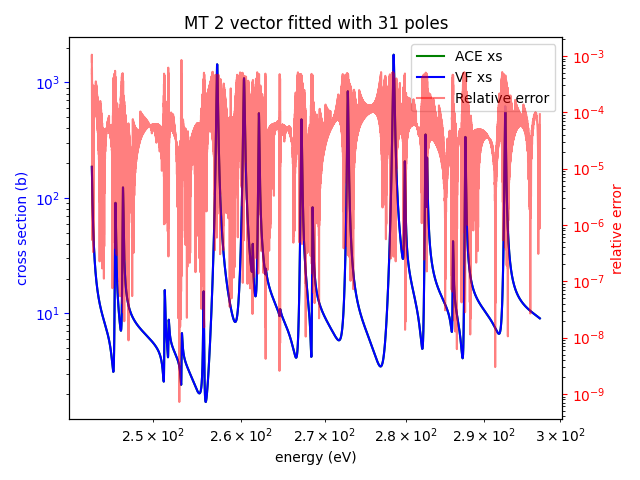 MT 2 vector fitted with 31 poles
ACE xs
VF xs
Relative error
cross section (b)
10³
10²
10¹
relative error
10⁻³
10⁻⁴
10⁻⁵
10⁻⁶
10⁻⁷
10⁻⁸
10⁻⁹
2.5 × 10² 2.6 × 10² 2.7 × 10² 2.8 × 10² 2.9 × 10² 3 × 10²
energy (eV)